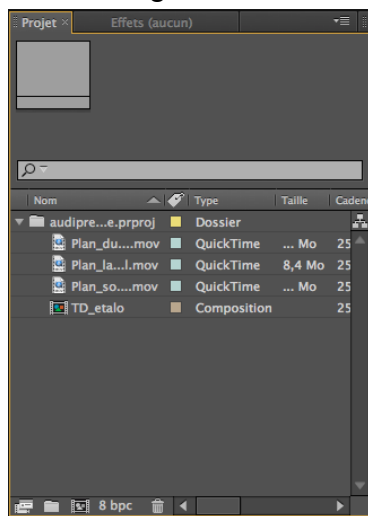 Projet × Effets (aucun)
Nom Type Taille Caden
audipre...e.prproj Dossier
Plan_du....mov QuickTime ... Mo 25
Plan_la...l.mov QuickTime 8,4 Mo 25
Plan_so....mov QuickTime ... Mo 25
TD_etalo Composition 25
8 bpc